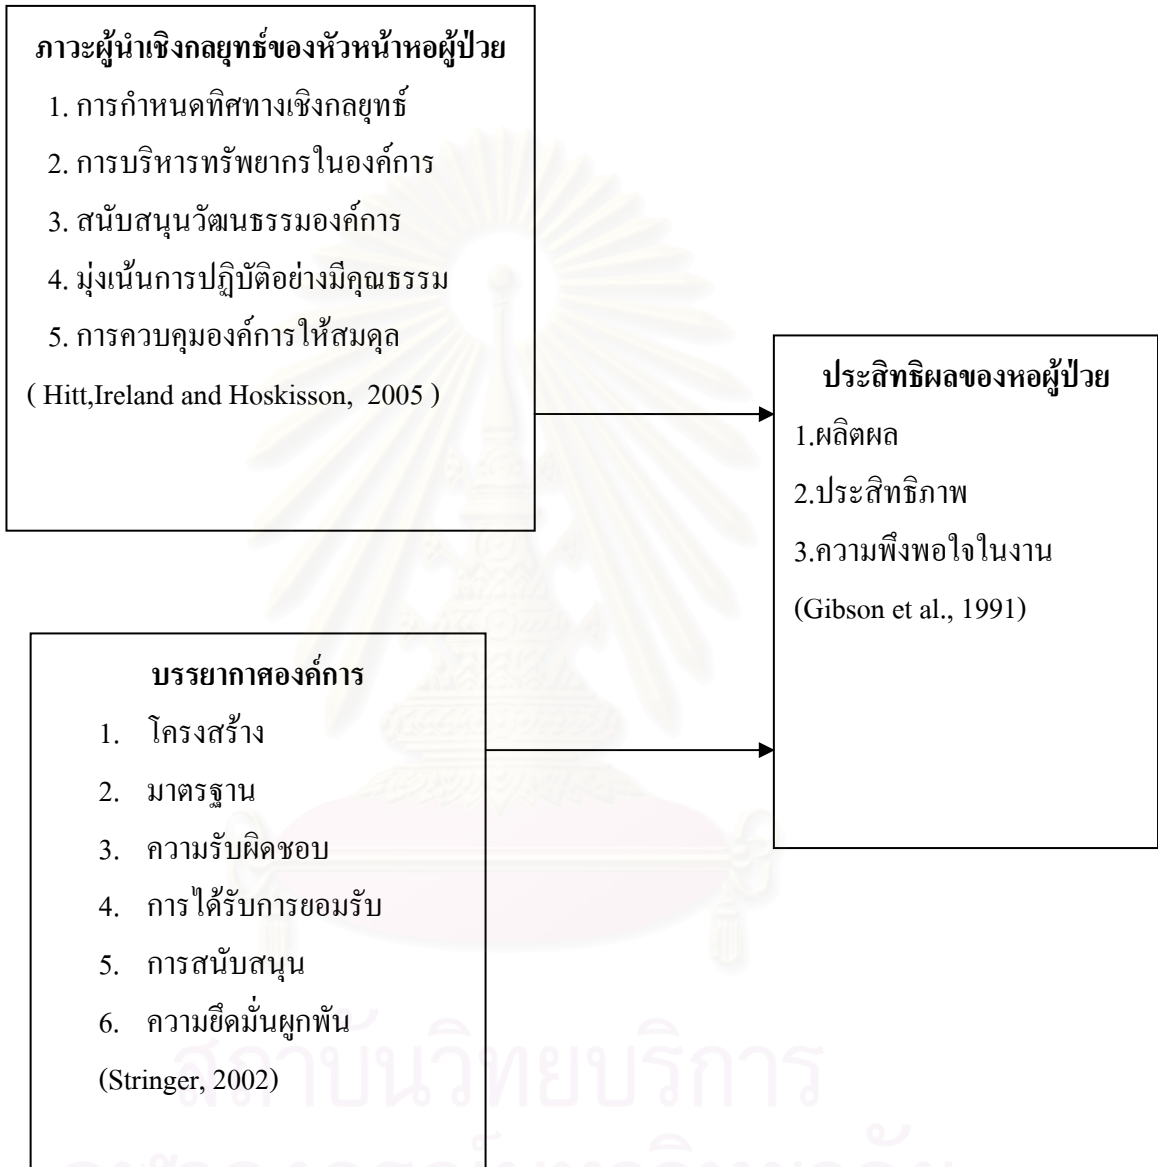 ภาวะผู้นำเชิงกลยุทธ์ของหัวหน้าหอผู้ป่วย
1. การกำหนดทิศทางเชิงกลยุทธ์
2. การบริหารทรัพยากรในองค์การ
3. สนับสนุนวัฒนธรรมองค์การ
4. มุ่งเน้นการปฏิบัติอย่างมีคุณธรรม
5. การควบคุมองค์การให้สมดุล
( Hitt,Ireland and Hoskisson, 2005 )
ประสิทธิผลของหอผู้ป่วย
1.ผลิตผล
2.ประสิทธิภาพ
3.ความพึงพอใจในงาน
(Gibson et al., 1991)
บรรยากาศองค์การ
1. โครงสร้าง
2. มาตรฐาน
3. ความรับผิดชอบ
4. การได้รับการยอมรับ
5. การสนับสนุน
6. ความยึดมั่นผูกพัน
(Stringer, 2002)
สถาบันวิทยบริการ